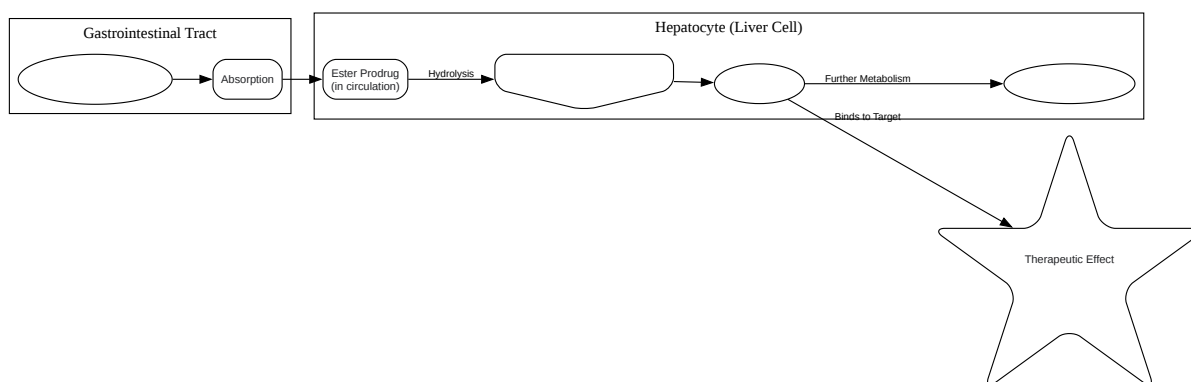 Gastrointestinal Tract
Hepatocyte (Liver Cell)
Absorption
Ester Prodrug
(in circulation)
Hydrolysis
Further Metabolism
Binds to Target
Therapeutic Effect